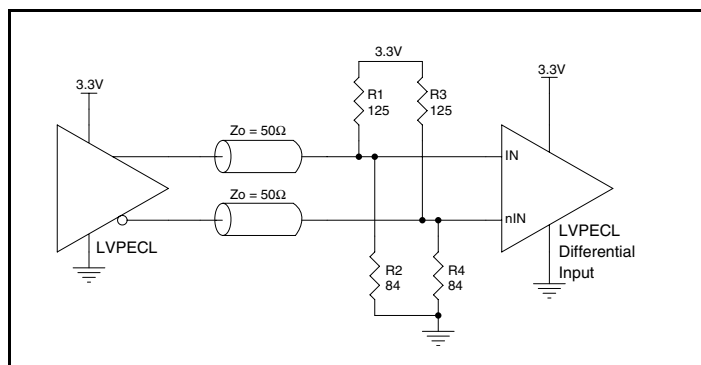 3.3V
3.3V
3.3V
R1
125
R3
125
Zo = 50Ω
IN
Zo = 50Ω
nIN
LVPECL
LVPECL
Differential
Input
R2
84
R4
84